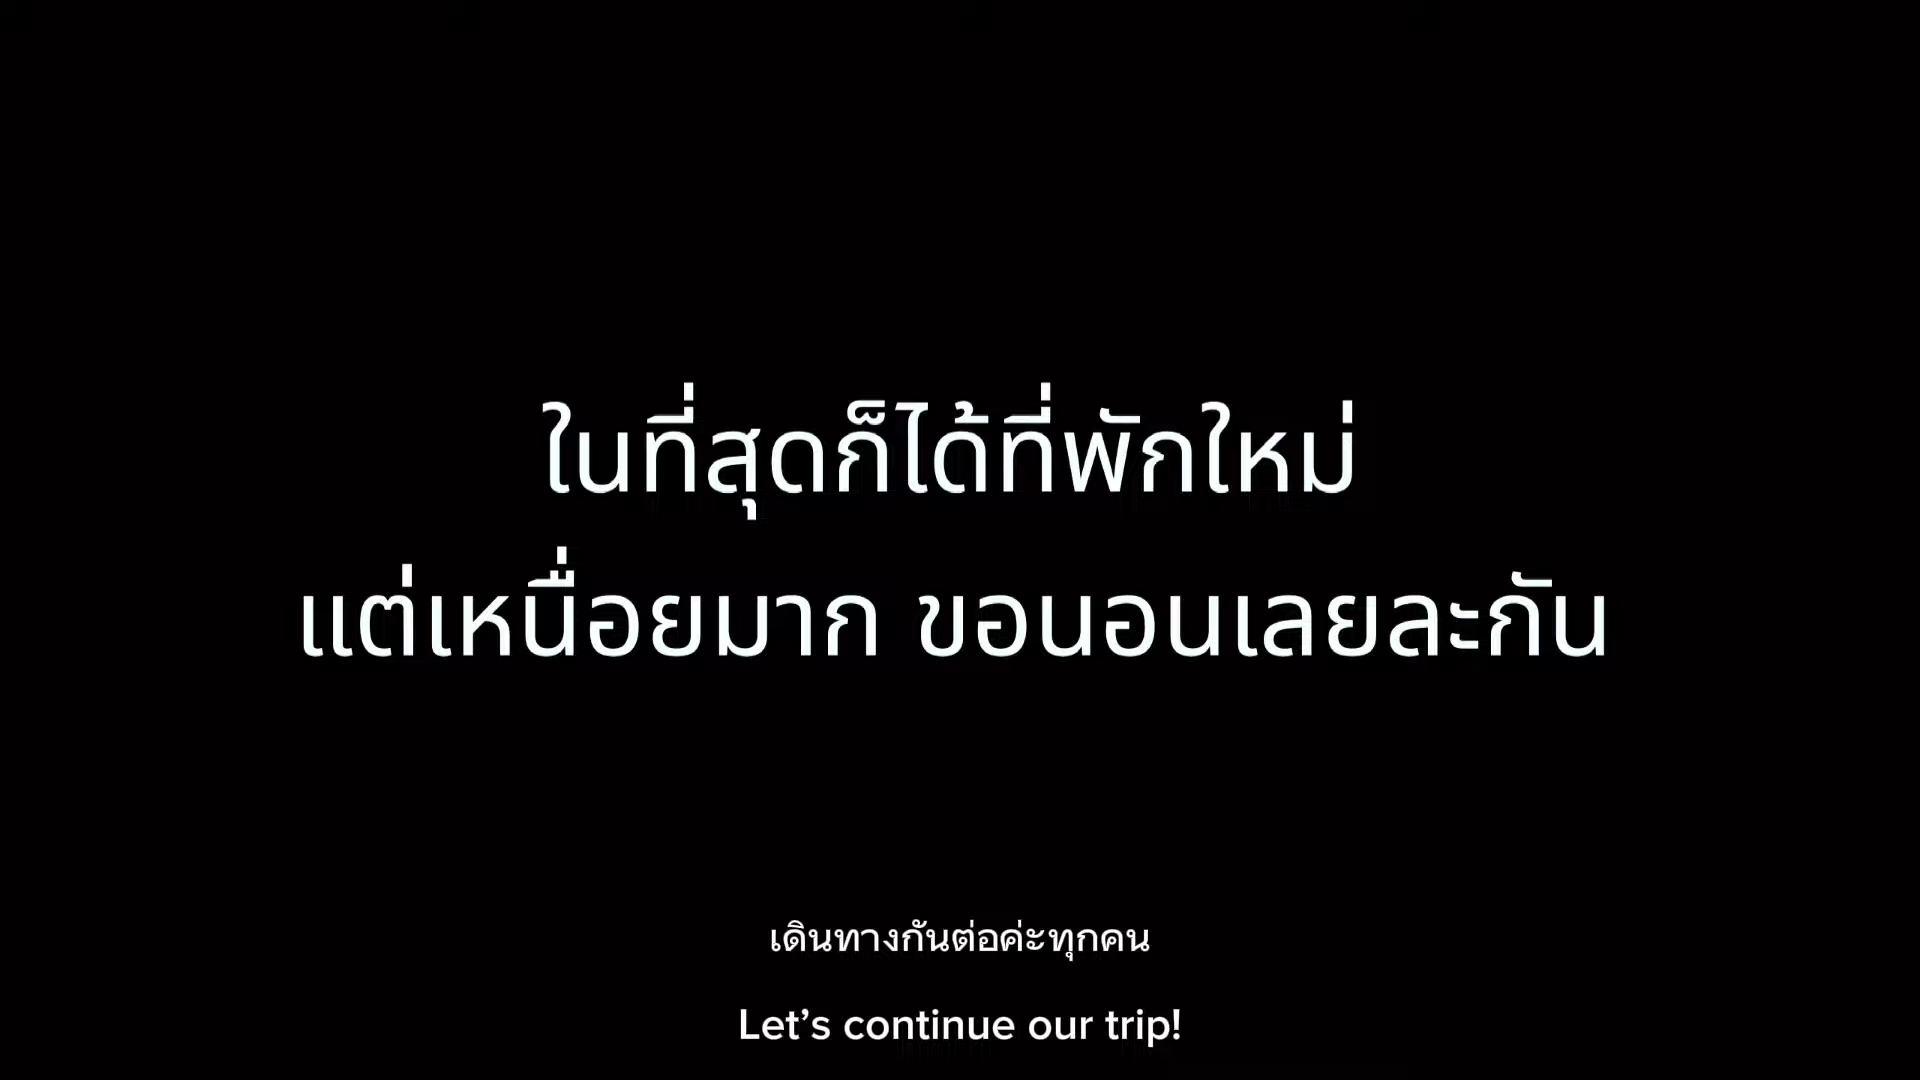 ในที่สุดก็ได้ที่พักใหม่
แต่เหนื่อยมาก ขอนอนเลยละกัน
เดินทางกันต่อค่ะทุกคน
Let’s continue our trip!